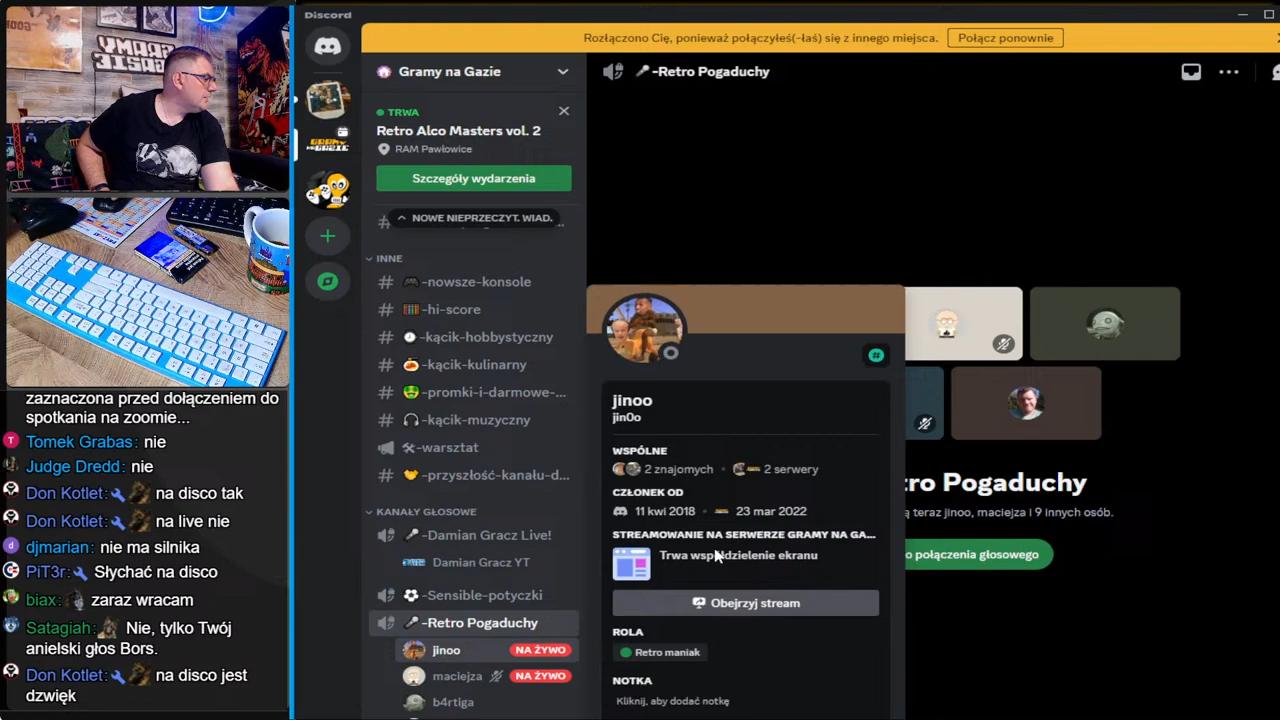 GRAMY
NA GAZIE
zaznaczona przed dołączeniem do
spotkania na zoomie...
Tomek Grabas: nie
Judge Dredd: nie
Don Kotlet: na disco tak
Don Kotlet: na live nie
djmarian: nie ma silnika
PiT3r: Słychać na disco
biax: zaraz wracam
Satagiah: Nie, tylko Twój
anielski głos Bors.
Don Kotlet: na disco jest
dzwięk
Discord
Rozłączono Cię, ponieważ połączyłeś(-łaś) się z innego miejsca.
Połącz ponownie
Gramy na Gazie
TRWA
Retro Alco Masters vol. 2
RAM Pawłowice
Szczegóły wydarzenia
NOWE NIEPRZECZYT. WIAD.
INNE
-nowsze-konsole
-hi-score
-kącik-hobbystyczny
-kącik-kulinarny
-promki-i-darmowe-...
-kącik-muzyczny
-warsztat
-przyszłość-kanału-d...
KANAŁY GŁOSOWE
-Damian Gracz Live!
Damian Gracz YT
-Sensible-potyczki
-Retro Pogaduchy
jinoo NA ŻYWO
maciejza NA ŻYWO
b4rtiga
-Retro Pogaduchy
jinoo
jin0o
WSPÓLNE
2 znajomych • 2 serwery
CZŁONEK OD
11 kwi 2018 • 23 mar 2022
STREAMOWANIE NA SERWERZE GRAMY NA GA...
Trwa współdzielenie ekranu
Obejrzyj stream
ROLA
Retro maniak
NOTKA
Kliknij, aby dodać notkę
tro Pogaduchy
ą teraz jinoo, maciejza i 9 innych osób.
o połączenia głosowego